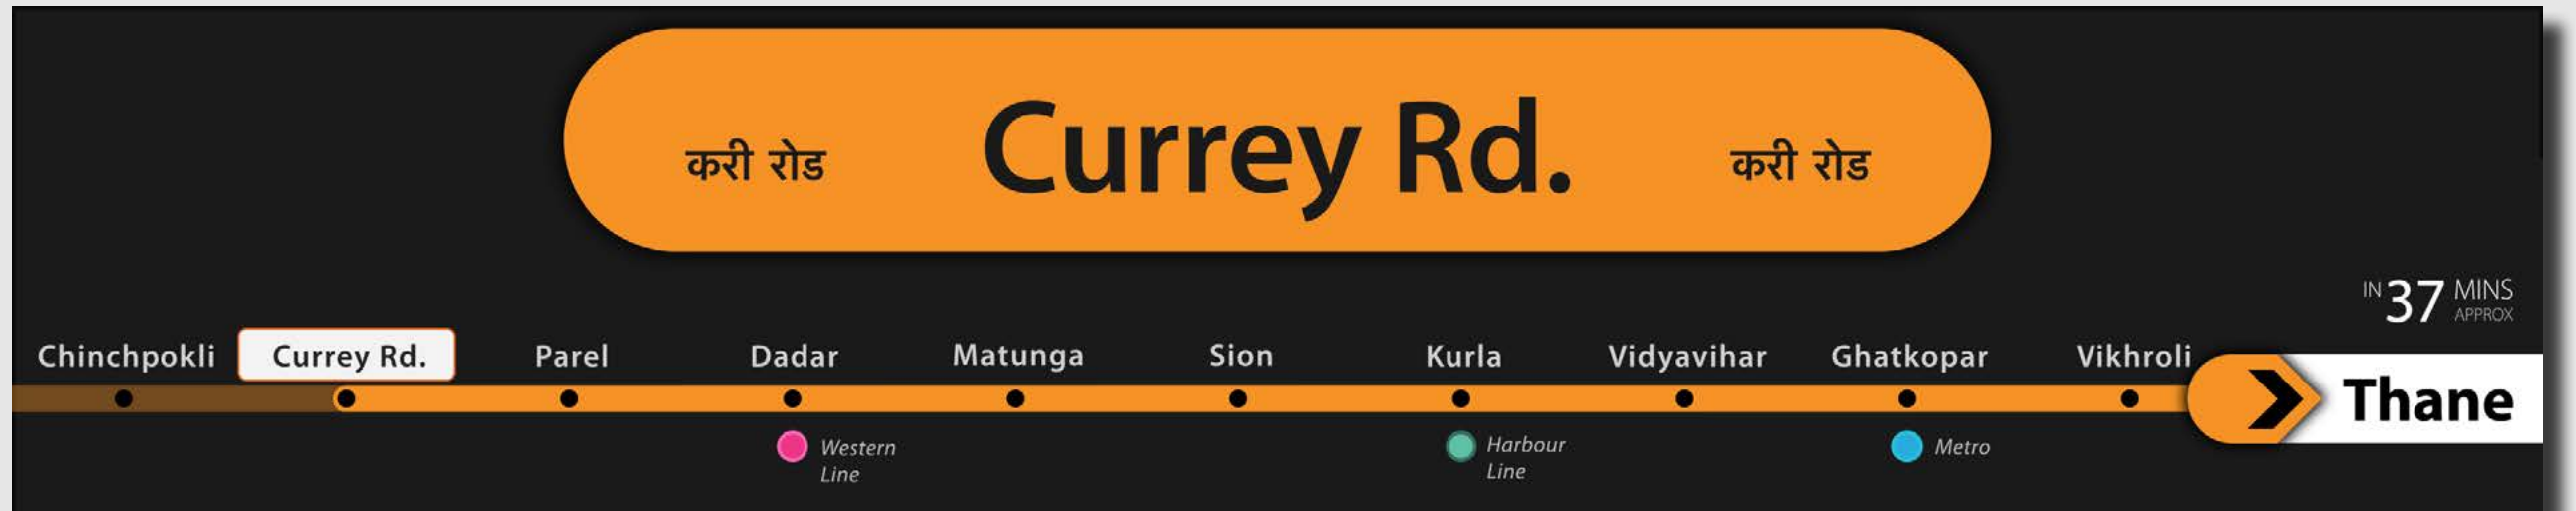 करी रोड Currey Rd. करी रोड
IN 37 MINS APPROX
Chinchpokli Currey Rd. Parel Dadar Matunga Sion Kurla Vidyavihar Ghatkopar Vikhroli
Thane
Western
Line
Harbour
Line
Metro